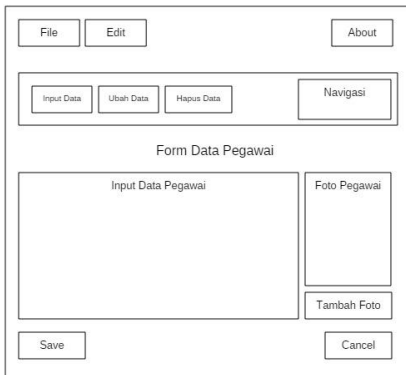 File
Edit
About
Input Data
Ubah Data
Hapus Data
Navigasi
Form Data Pegawai
Input Data Pegawai
Foto Pegawai
Tambah Foto
Save
Cancel